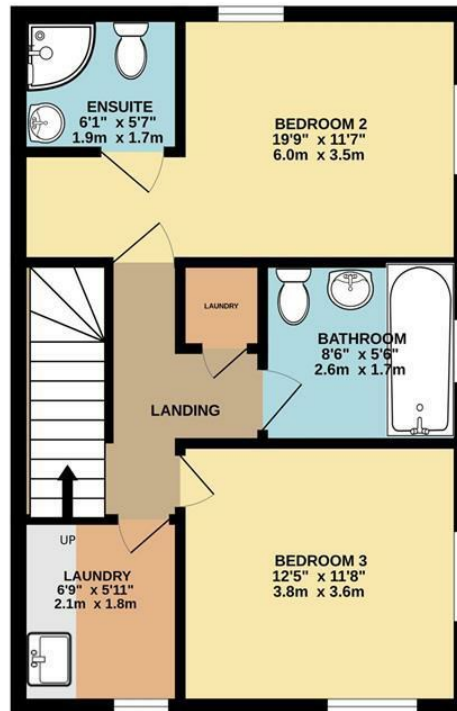 ENSUITE
6'1" x 5'7"
1.9m x 1.7m
BEDROOM 2
19'9" x 11'7"
6.0m x 3.5m
LAUNDRY
BATHROOM
8'6" x 5'6"
2.6m x 1.7m
LANDING
UP
LAUNDRY
6'9" x 5'11"
2.1m x 1.8m
BEDROOM 3
12'5" x 11'8"
3.8m x 3.6m